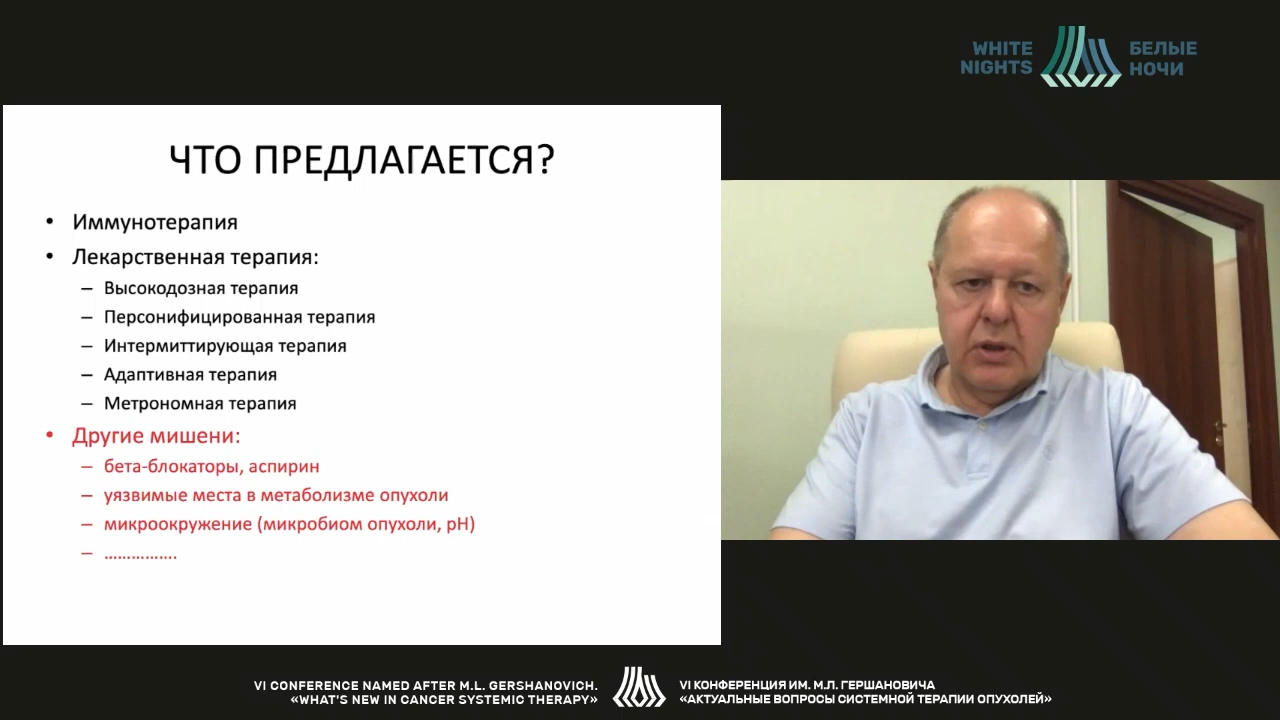 WHITE
NIGHTS
БЕЛЫЕ
НОЧИ
ЧТО ПРЕДЛАГАЕТСЯ?
• Иммунотерапия
• Лекарственная терапия:
– Высокодозная терапия
– Персонифицированная терапия
– Интермиттирующая терапия
– Адаптивная терапия
– Метрономная терапия
• Другие мишени:
– бета-блокаторы, аспирин
– уязвимые места в метаболизме опухоли
– микроокружение (микробиом опухоли, pH)
– …………….
VI CONFERENCE NAMED AFTER M.L. GERSHANOVICH.
«WHAT'S NEW IN CANCER SYSTEMIC THERAPY»
VI КОНФЕРЕНЦИЯ ИМ. М.Л. ГЕРШАНОВИЧА
«АКТУАЛЬНЫЕ ВОПРОСЫ СИСТЕМНОЙ ТЕРАПИИ ОПУХОЛЕЙ»